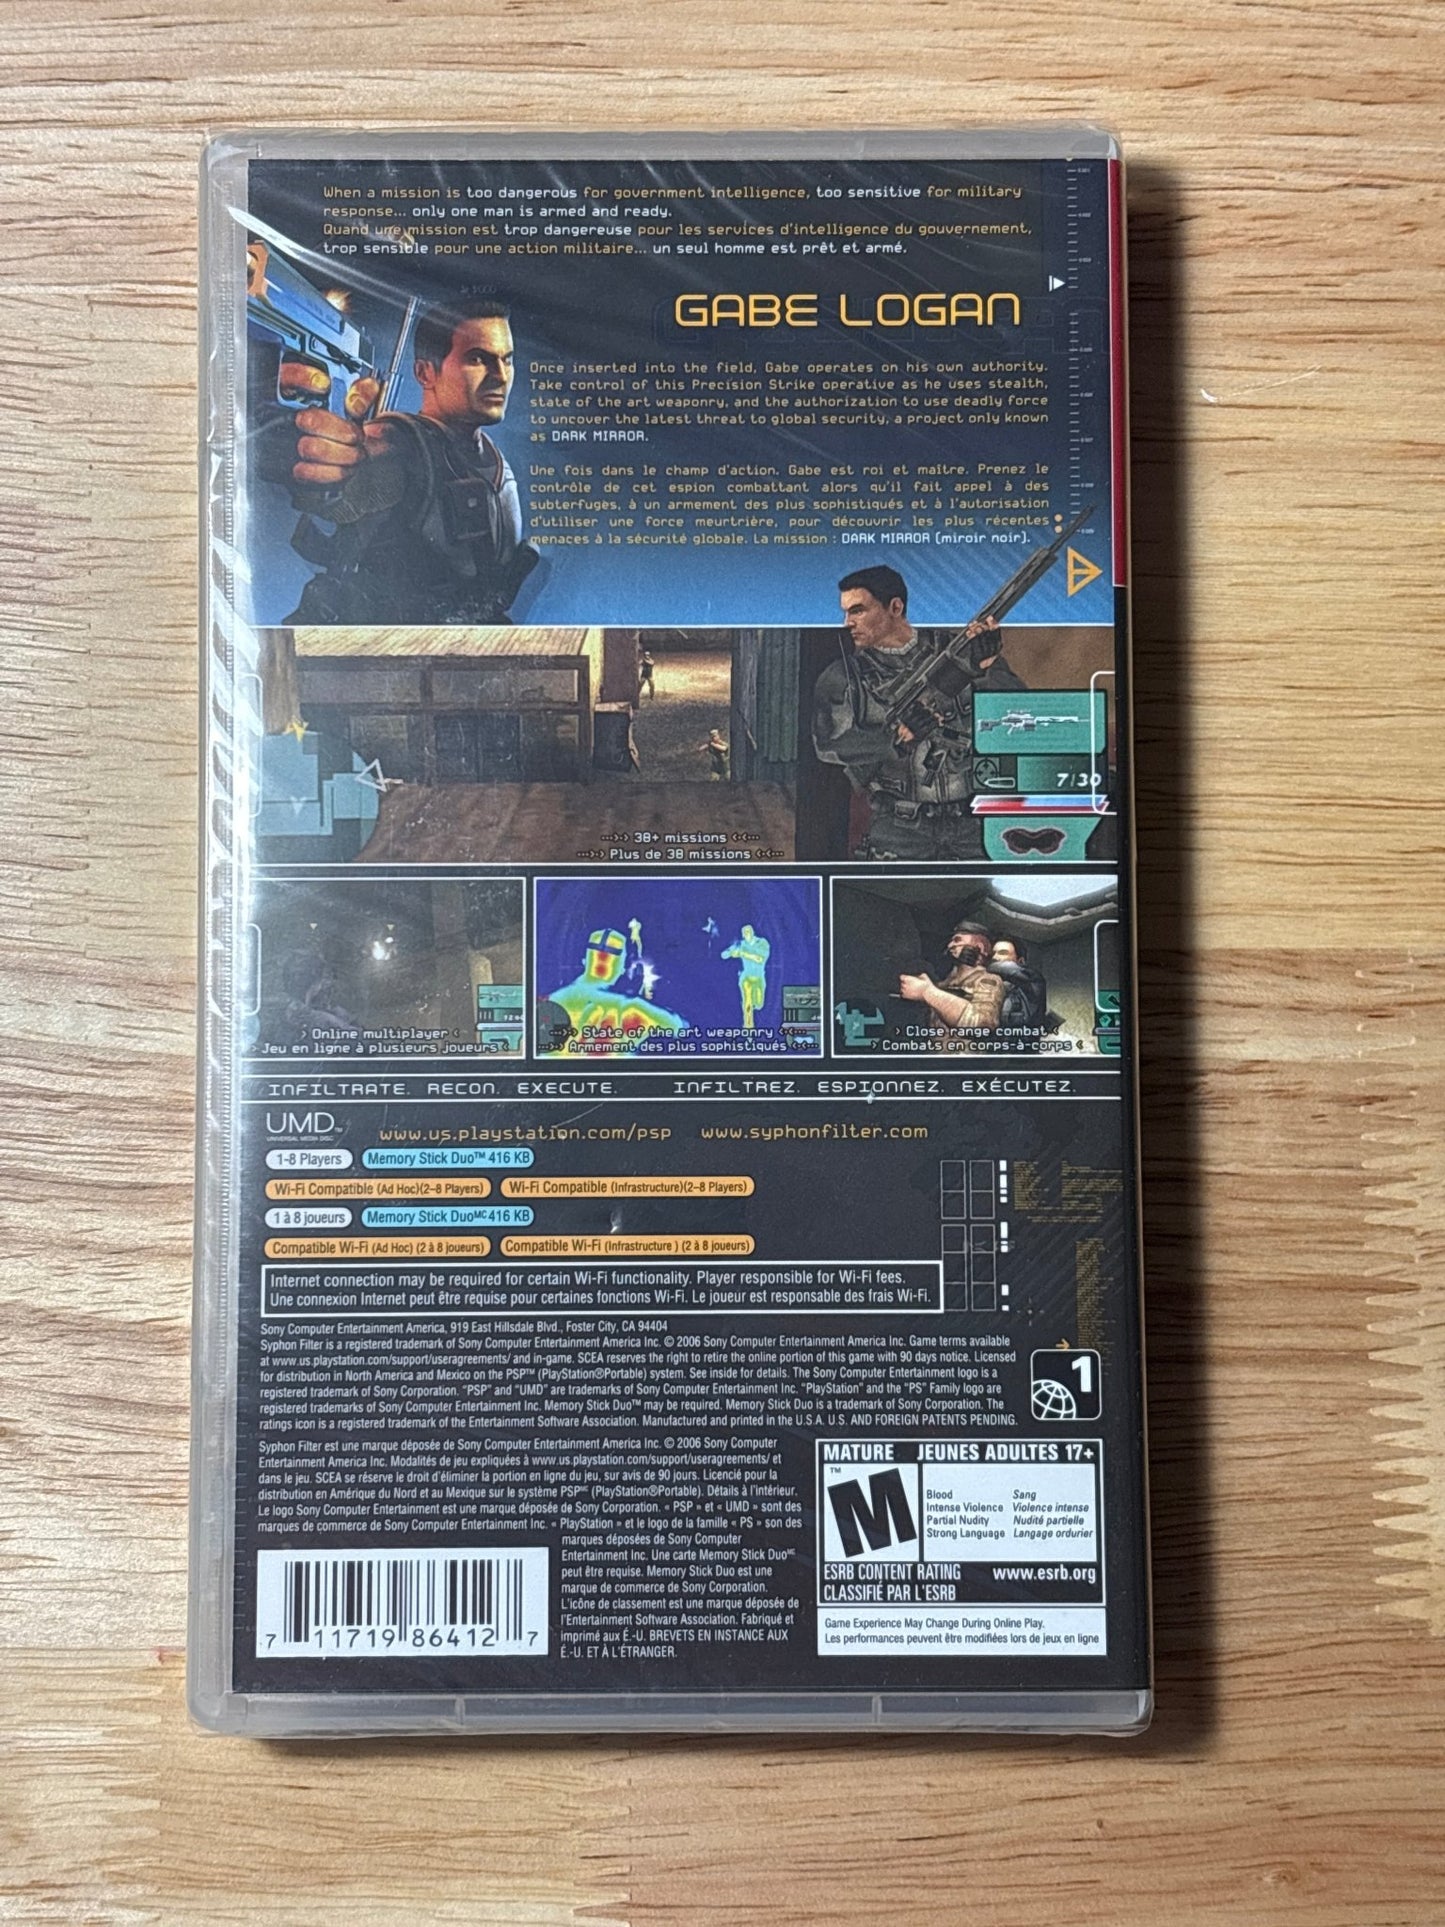 When a mission is too dangerous for government intelligence, too sensitive for military
response... only one man is armed and ready.
Quand une mission est trop dangereuse pour les services d'intelligence du gouvernement,
trop sensible pour une action militaire... un seul homme est prêt et armé.
GABE LOGAN
Once inserted into the field, Gabe operates on his own authority.
Take control of this Precision Strike operative as he uses stealth,
state of the art weaponry, and the authorization to use deadly force
to uncover the latest threat to global security, a project only known
as DARK MIRROR.
Une fois dans le champ d'action, Gabe est roi et maître. Prenez le
contrôle de cet espion combattant alors qu'il fait appel à des
subterfuges, à un armement des plus sophistiqués et à l'autorisation
d'utiliser une force meurtrière, pour découvrir les plus récentes
menaces à la sécurité globale. La mission : DARK MIRROR (miroir noir).
7/30
38+ missions
Plus de 38 missions
› Online multiplayer ‹
› Jeu en ligne à plusieurs joueurs ‹
State of the art weaponry
Armement des plus sophistiqués
› Close range combat ‹
› Combats en corps-à-corps ‹
INFILTRATE. RECON. EXECUTE. INFILTREZ. ESPIONNEZ. EXÉCUTEZ.
UMD™
UNIVERSAL MEDIA DISC
www.us.playstation.com/psp www.syphonfilter.com
1-8 Players Memory Stick Duo™ 416 KB
Wi-Fi Compatible (Ad Hoc)(2–8 Players) Wi-Fi Compatible (Infrastructure)(2–8 Players)
1 à 8 joueurs Memory Stick Duoᴹᶜ 416 KB
Compatible Wi-Fi (Ad Hoc) (2 à 8 joueurs) Compatible Wi-Fi (Infrastructure ) (2 à 8 joueurs)
Internet connection may be required for certain Wi-Fi functionality. Player responsible for Wi-Fi fees.
Une connexion Internet peut être requise pour certaines fonctions Wi-Fi. Le joueur est responsable des frais Wi-Fi.
Sony Computer Entertainment America, 919 East Hillsdale Blvd., Foster City, CA 94404
Syphon Filter is a registered trademark of Sony Computer Entertainment America Inc. © 2006 Sony Computer Entertainment America Inc. Game terms available
at www.us.playstation.com/support/useragreements/ and in-game. SCEA reserves the right to retire the online portion of this game with 90 days notice. Licensed
for distribution in North America and Mexico on the PSP™ (PlayStation®Portable) system. See inside for details. The Sony Computer Entertainment logo is a
registered trademark of Sony Corporation. "PSP" and "UMD" are trademarks of Sony Computer Entertainment Inc. "PlayStation" and the "PS" Family logo are
registered trademarks of Sony Computer Entertainment Inc. Memory Stick Duo™ may be required. Memory Stick Duo is a trademark of Sony Corporation. The
ratings icon is a registered trademark of the Entertainment Software Association. Manufactured and printed in the U.S.A. U.S. AND FOREIGN PATENTS PENDING.
1
Syphon Filter est une marque déposée de Sony Computer Entertainment America Inc. © 2006 Sony Computer
Entertainment America Inc. Modalités de jeu expliquées à www.us.playstation.com/support/useragreements/ et
dans le jeu. SCEA se réserve le droit d'éliminer la portion en ligne du jeu, sur avis de 90 jours. Licencié pour la
distribution en Amérique du Nord et au Mexique sur le système PSPᴹᶜ (PlayStation®Portable). Détails à l'intérieur.
Le logo Sony Computer Entertainment est une marque déposée de Sony Corporation. « PSP » et « UMD » sont des
marques de commerce de Sony Computer Entertainment Inc. « PlayStation » et le logo de la famille « PS » son des
marques déposées de Sony Computer
Entertainment Inc. Une carte Memory Stick Duoᴹᶜ
peut être requise. Memory Stick Duo est une
marque de commerce de Sony Corporation.
L'icône de classement est une marque déposée de
l'Entertainment Software Association. Fabriqué et
imprimé aux É.-U. BREVETS EN INSTANCE AUX
É.-U. ET À L'ÉTRANGER.
7 11719 86412 7
MATURE JEUNES ADULTES 17+
M
™
Blood Sang
Intense Violence Violence intense
Partial Nudity Nudité partielle
Strong Language Langage ordurier
ESRB CONTENT RATING www.esrb.org
CLASSIFIÉ PAR L'ESRB
Game Experience May Change During Online Play.
Les performances peuvent être modifiées lors de jeux en ligne